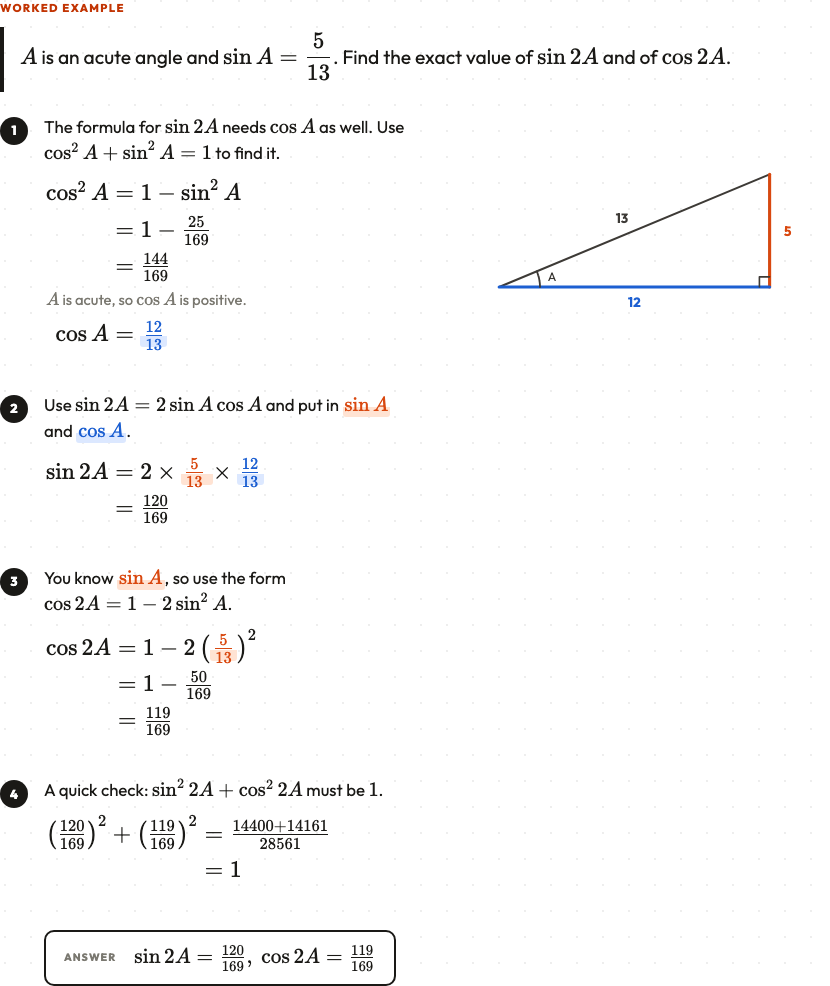 WORKED EXAMPLE
A is an acute angle and sin A = 5/13. Find the exact value of sin 2A and of cos 2A.
1
The formula for sin 2A needs cos A as well. Use
cos² A + sin² A = 1 to find it.
cos² A = 1 − sin² A
= 1 − 25/169
= 144/169
A is acute, so cos A is positive.
cos A = 12/13
13
5
A
12
2
Use sin 2A = 2 sin A cos A and put in sin A
and cos A.
sin 2A = 2 × 5/13 × 12/13
= 120/169
3
You know sin A, so use the form
cos 2A = 1 − 2 sin² A.
cos 2A = 1 − 2 (5/13)²
= 1 − 50/169
= 119/169
4
A quick check: sin² 2A + cos² 2A must be 1.
(120/169)² + (119/169)² = 14400+14161/28561
= 1
ANSWER sin 2A = 120/169, cos 2A = 119/169